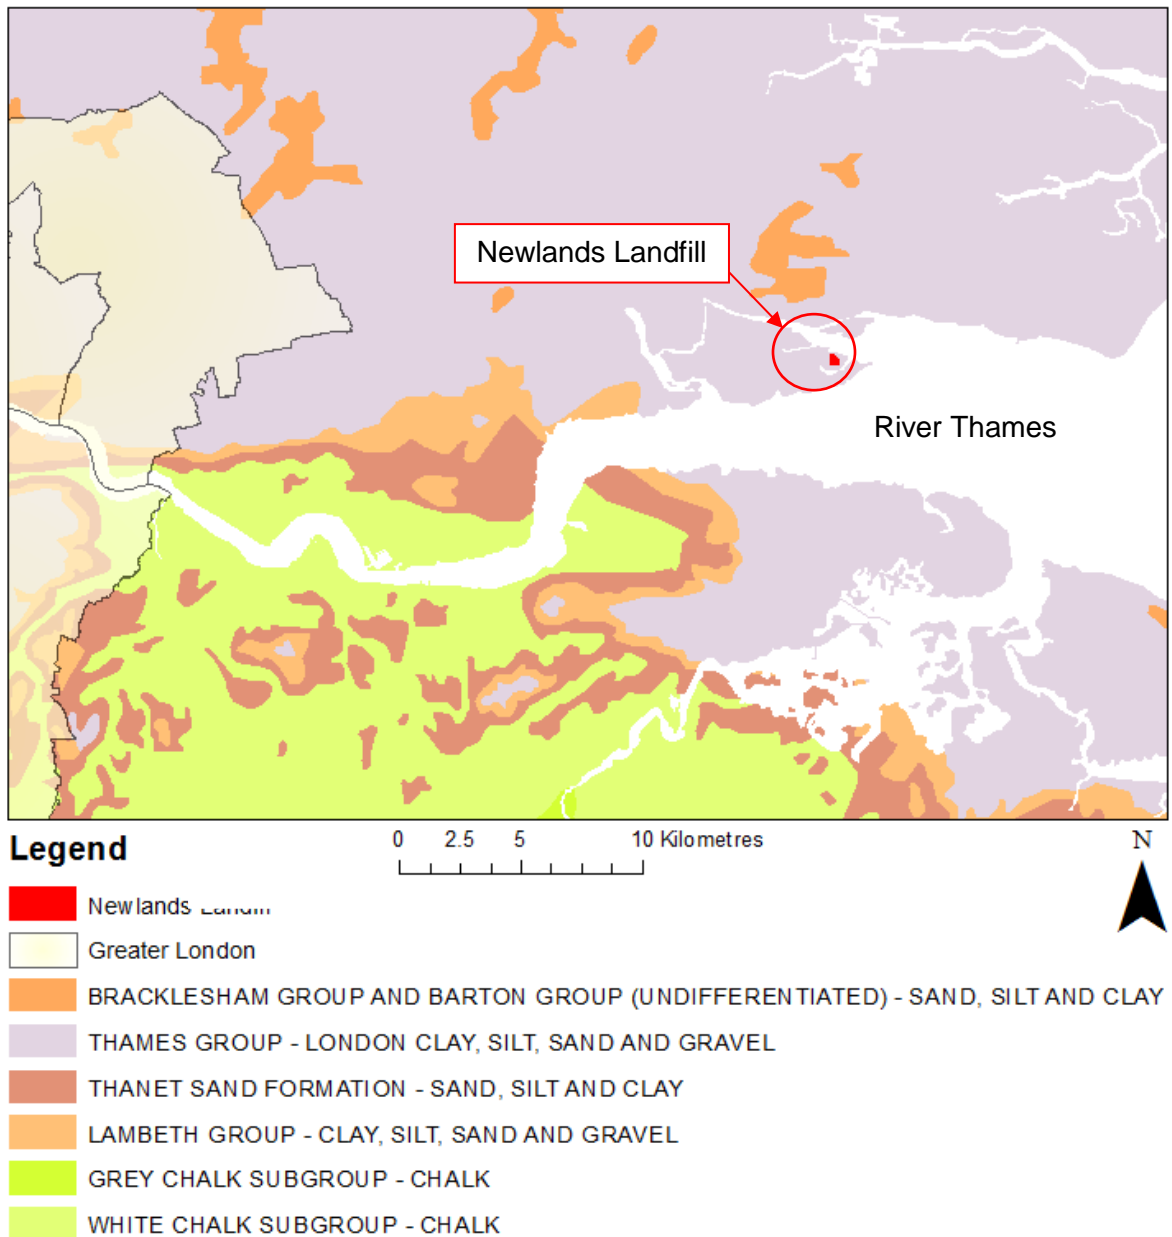 Newlands Landfill
River Thames
Legend
0 2.5 5 10 Kilometres
N
Newlands
Greater London
BRACKLESHAM GROUP AND BARTON GROUP (UNDIFFERENTIATED) - SAND, SILT AND CLAY
THAMES GROUP - LONDON CLAY, SILT, SAND AND GRAVEL
THANET SAND FORMATION - SAND, SILT AND CLAY
LAMBETH GROUP - CLAY, SILT, SAND AND GRAVEL
GREY CHALK SUBGROUP - CHALK
WHITE CHALK SUBGROUP - CHALK